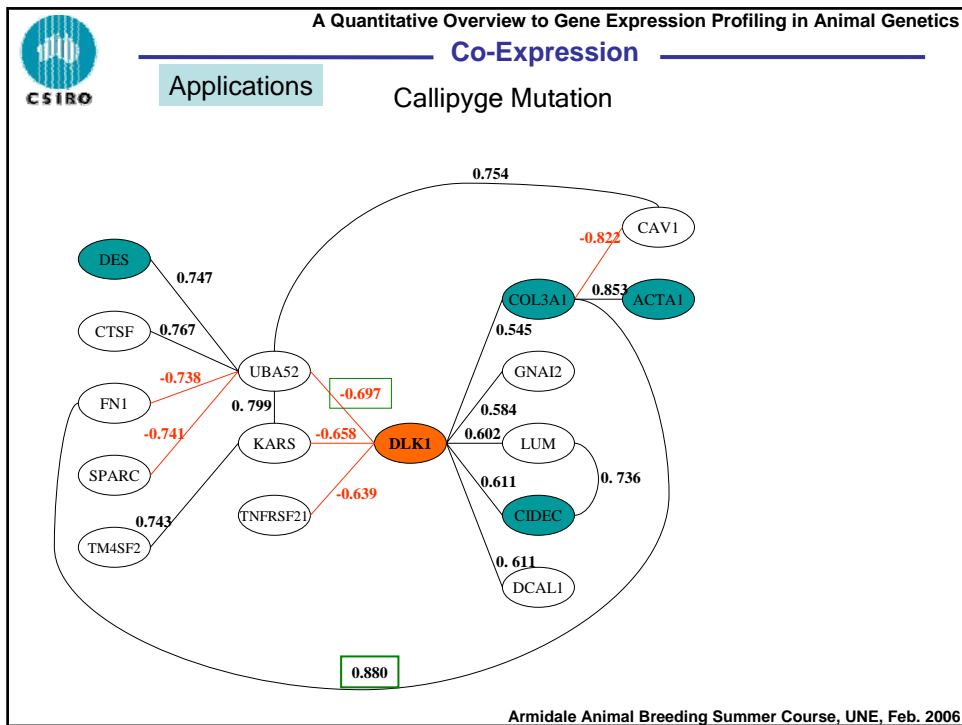 A Quantitative Overview to Gene Expression Profiling in Animal Genetics
Co-Expression
CSIRO
Applications
Callipyge Mutation
0.754
CAV1
-0.822
DES
0.747
COL3A1
0.853
ACTA1
CTSF
0.767
0.545
UBA52
GNAI2
-0.738
-0.697
FN1
0.584
0. 799
-0.741
KARS
-0.658
DLK1
0.602
LUM
SPARC
0.611
0. 736
-0.639
TNFRSF21
CIDEC
0.743
TM4SF2
0. 611
DCAL1
0.880
Armidale Animal Breeding Summer Course, UNE, Feb. 2006